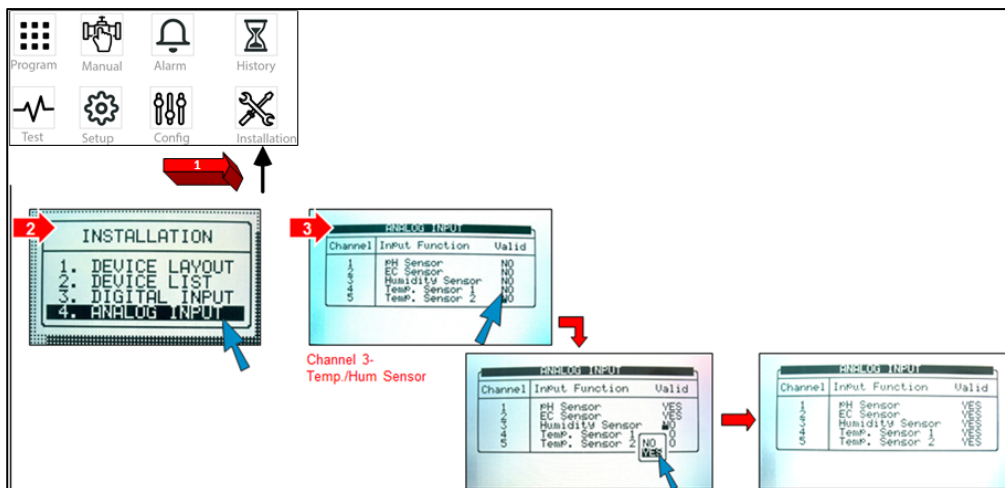 Program Manual Alarm History
Test Setup Config Installation
1
2
INSTALLATION
1. DEVICE LAYOUT
2. DEVICE LIST
3. DIGITAL INPUT
4. ANALOG INPUT
3
ANALOG INPUT
Channel Input Function Valid
1 PH Sensor NO
2 EC Sensor NO
3 Humidity Sensor NO
4 Temp. Sensor 1 NO
5 Temp. Sensor 2 NO
Channel 3-
Temp./Hum Sensor
ANALOG INPUT
Channel Input Function Valid
1 PH Sensor YES
2 EC Sensor YES
3 Humidity Sensor NO
4 Temp. Sensor 1
5 Temp. Sensor 2
NO
YES
ANALOG INPUT
Channel Input Function Valid
1 PH Sensor YES
2 EC Sensor YES
3 Humidity Sensor YES
4 Temp. Sensor 1 YES
5 Temp. Sensor 2 YES